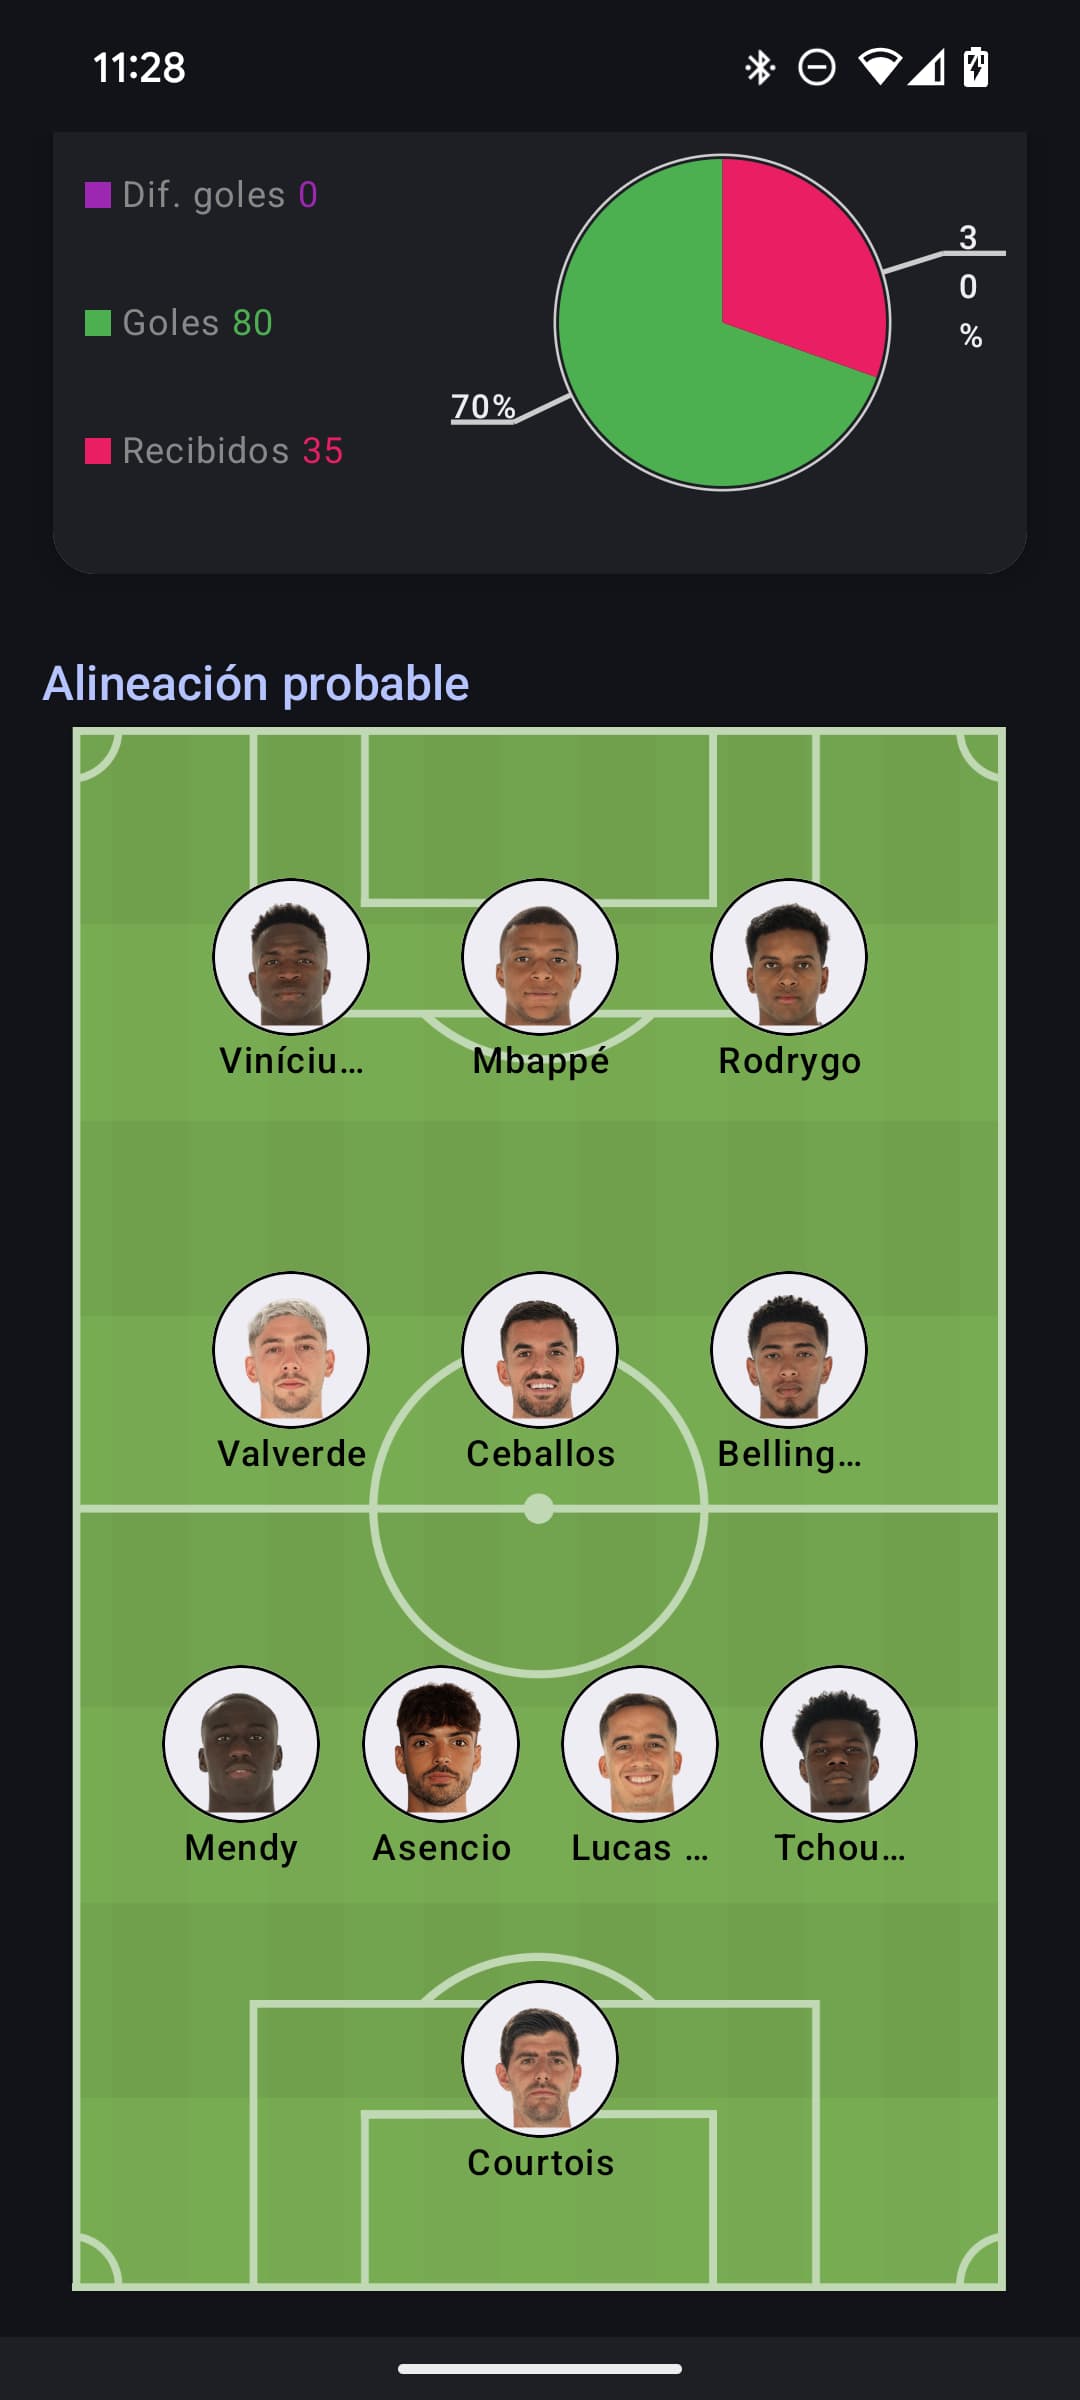 11:28
Dif. goles 0
Goles 80
Recibidos 35
3
0
%
70%
Alineación probable
Viníciu…
Mbappé
Rodrygo
Valverde
Ceballos
Belling…
Mendy
Asencio
Lucas …
Tchou…
Courtois